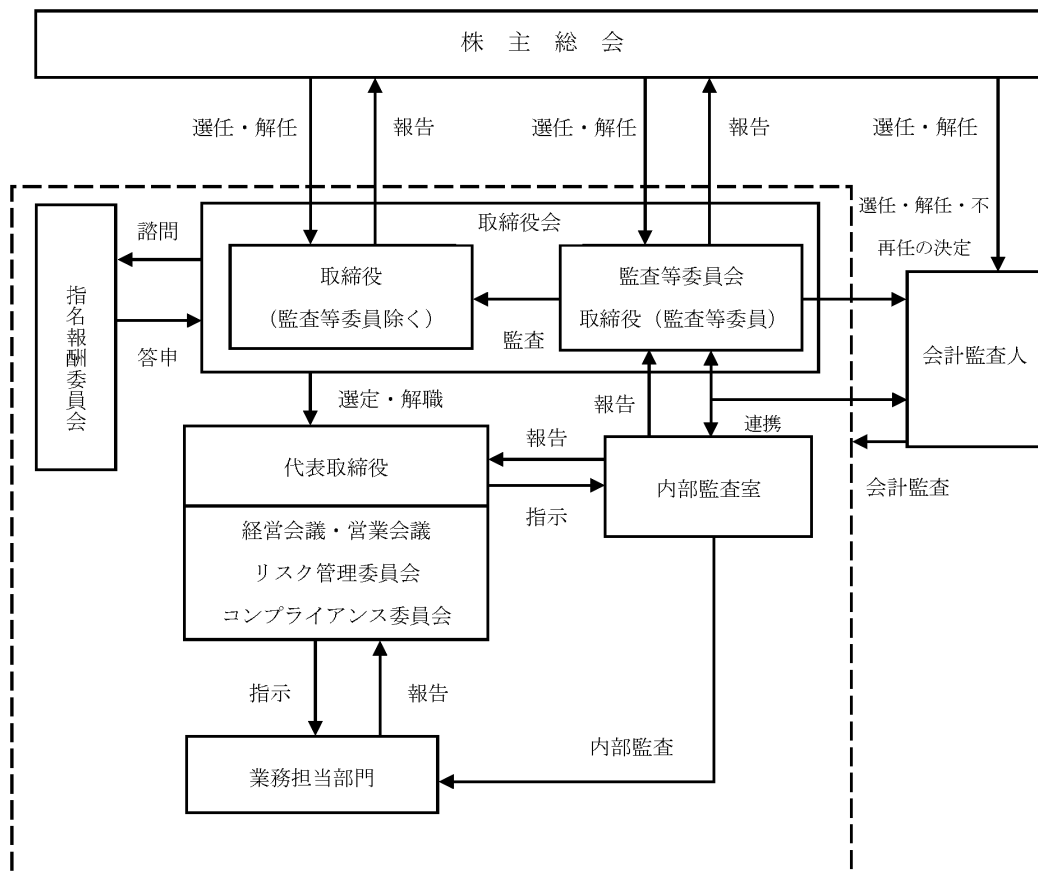 株 主 総 会
選任・解任
報告
選任・解任
報告
選任・解任
選任・解任・不
再任の決定
取締役会
諮問
答申
指名報酬委員会
取締役
（監査等委員除く）
監査
監査等委員会
取締役（監査等委員）
会計監査人
選定・解職
報告
連携
代表取締役
報告
指示
内部監査室
会計監査
経営会議・営業会議
リスク管理委員会
コンプライアンス委員会
指示
報告
内部監査
業務担当部門